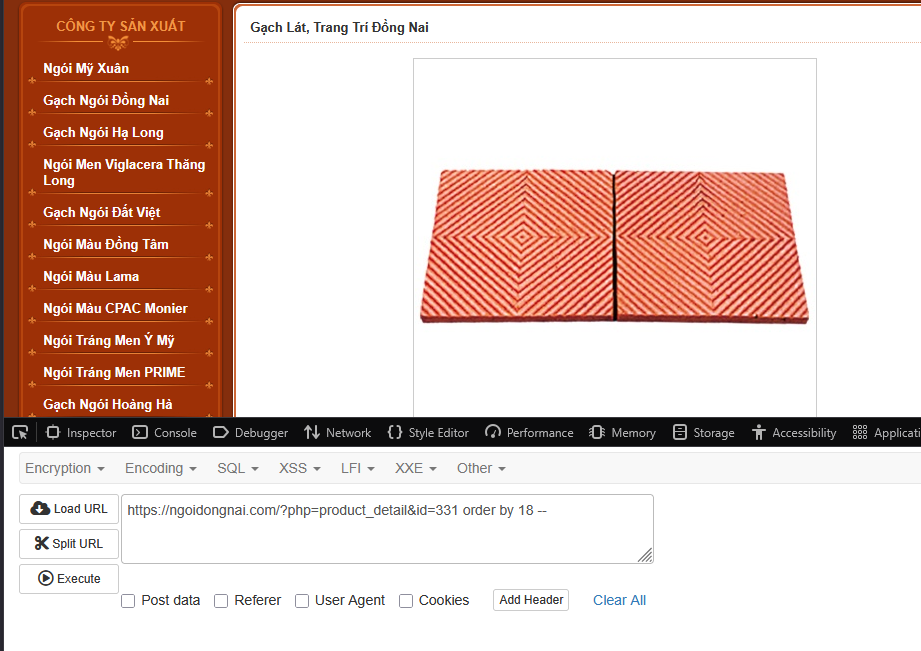 CÔNG TY SẢN XUẤT
Ngói Mỹ Xuân
Gạch Ngói Đồng Nai
Gạch Ngói Hạ Long
Ngói Men Viglacera Thăng
Long
Gạch Ngói Đất Việt
Ngói Màu Đồng Tâm
Ngói Màu Lama
Ngói Màu CPAC Monier
Ngói Tráng Men Ý Mỹ
Ngói Tráng Men PRIME
Gạch Ngói Hoàng Hà
Gạch Lát, Trang Trí Đồng Nai
Inspector Console Debugger Network Style Editor Performance Memory Storage Accessibility Applicati
Encryption Encoding SQL XSS LFI XXE Other
Load URL
Split URL
Execute
https://ngoidongnai.com/?php=product_detail&id=331 order by 18 --
Post data Referer User Agent Cookies Add Header Clear All